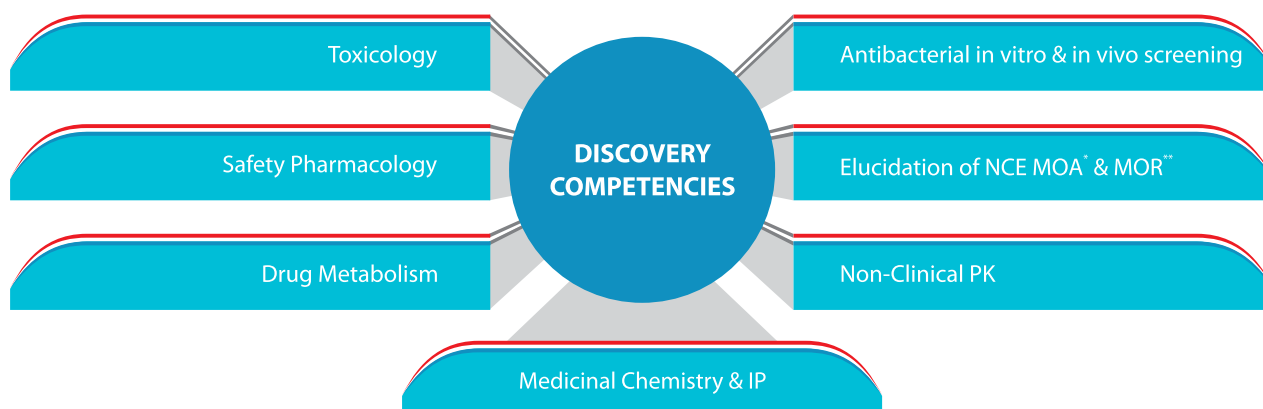 Toxicology
Antibacterial in vitro & in vivo screening
DISCOVERY
COMPETENCIES
Safety Pharmacology
Elucidation of NCE MOA* & MOR**
Drug Metabolism
Non-Clinical PK
Medicinal Chemistry & IP